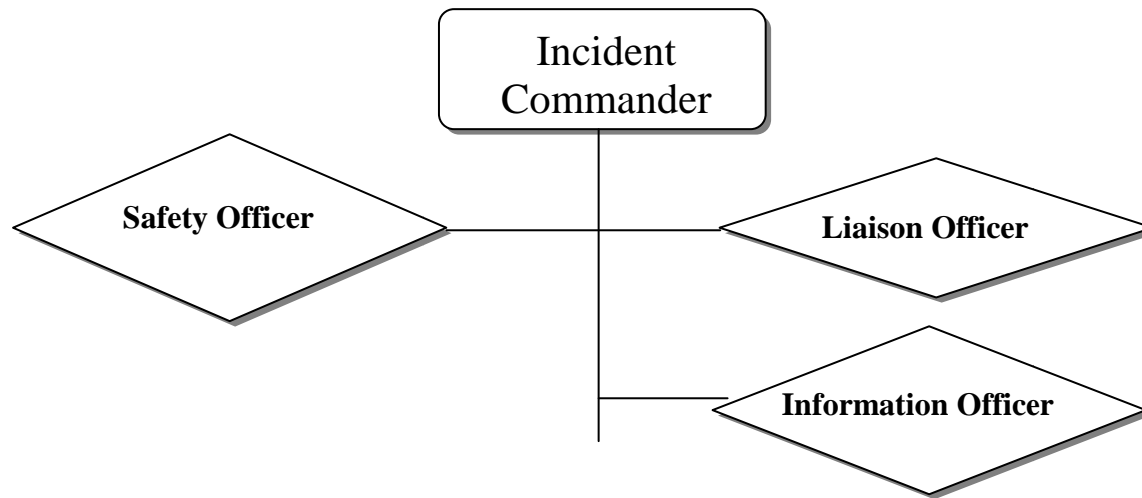 Incident
Commander
Safety Officer
Liaison Officer
Information Officer